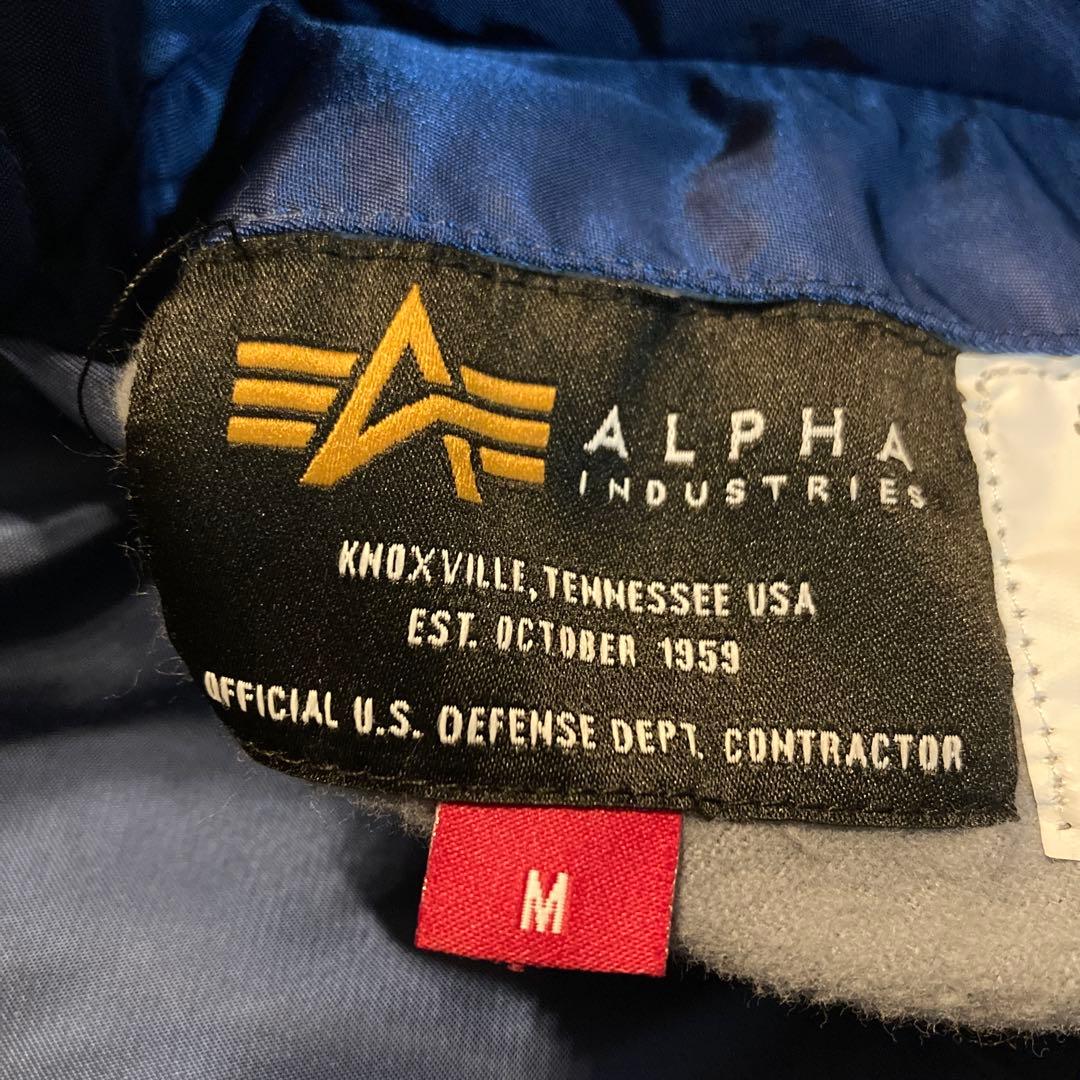 ALPHA
INDUSTRIES
KNOXVILLE, TENNESSEE USA
EST. OCTOBER 1959
OFFICIAL U.S. DEFENSE DEPT. CONTRACTOR
M